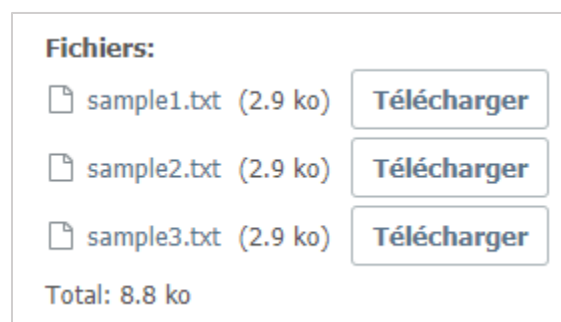 Fichiers:
sample1.txt (2.9 ko) Télécharger
sample2.txt (2.9 ko) Télécharger
sample3.txt (2.9 ko) Télécharger
Total: 8.8 ko